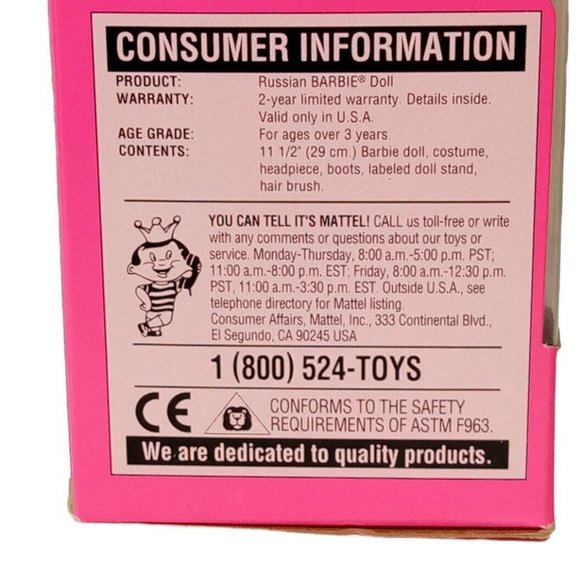 CONSUMER INFORMATION
PRODUCT: Russian BARBIE® Doll
WARRANTY: 2-year limited warranty. Details inside.
Valid only in U.S.A.
AGE GRADE: For ages over 3 years.
CONTENTS: 11 1/2" (29 cm.) Barbie doll, costume,
headpiece, boots, labeled doll stand,
hair brush.
YOU CAN TELL IT'S MATTEL! CALL us toll-free or write
with any comments or questions about our toys or
service. Monday-Thursday, 8:00 a.m.-5:00 p.m. PST;
11:00 a.m.-8:00 p.m. EST; Friday, 8:00 a.m.-12:30 p.m.
PST, 11:00 a.m.-3:30 p.m. EST. Outside U.S.A., see
telephone directory for Mattel listing.
Consumer Affairs, Mattel, Inc., 333 Continental Blvd.,
El Segundo, CA 90245 USA
1 (800) 524-TOYS
CE
CONFORMS TO THE SAFETY
REQUIREMENTS OF ASTM F963.
We are dedicated to quality products.